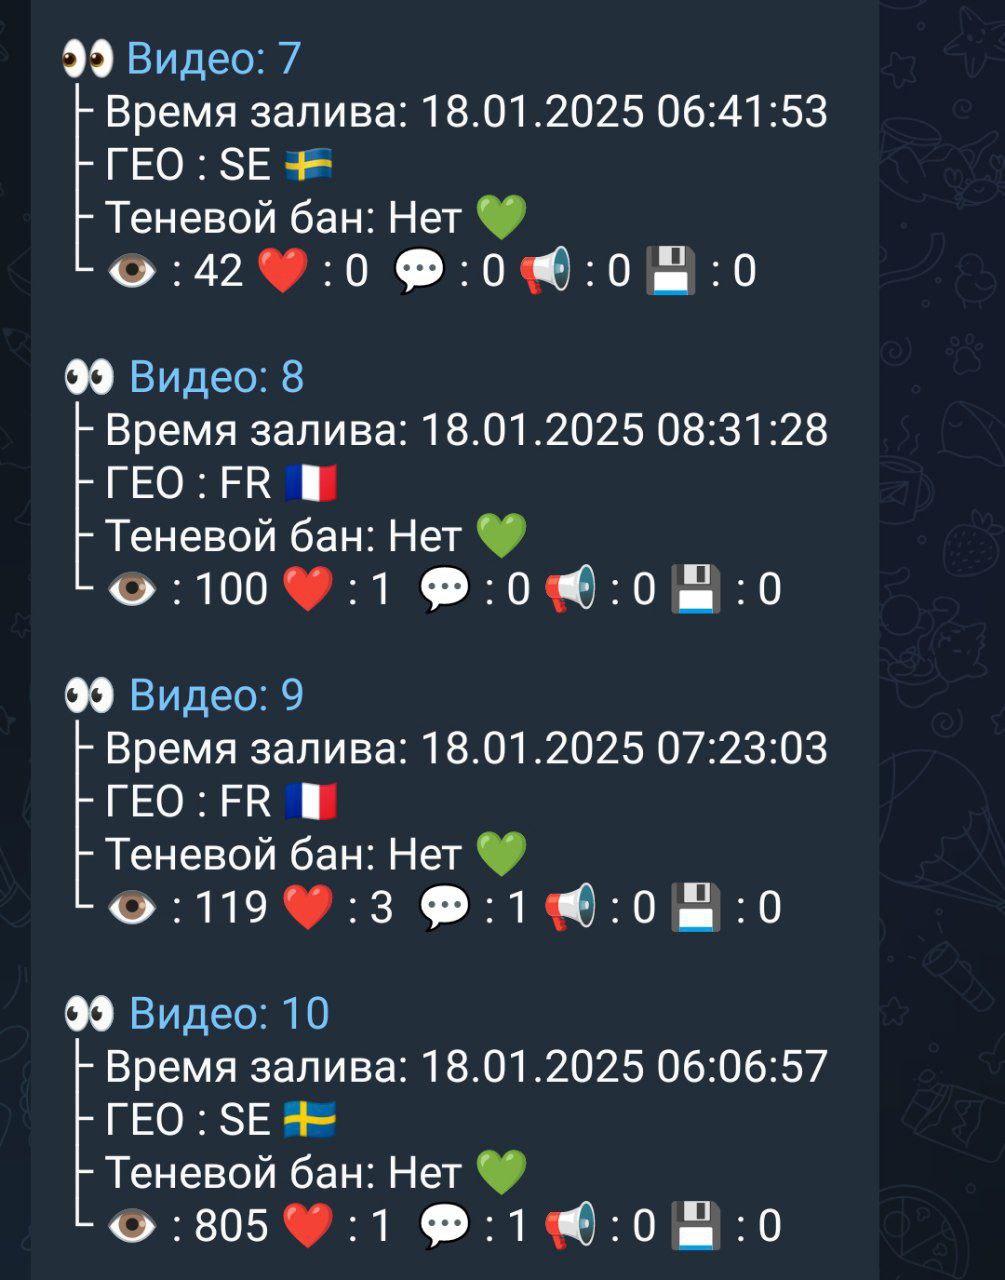 👀 Видео: 7
├ Время залива: 18.01.2025 06:41:53
├ ГЕО : SE 🇸🇪
├ Теневой бан: Нет 💚
└ 👁️ : 42 ❤️ : 0 💬 : 0 📢 : 0 💾 : 0
👀 Видео: 8
├ Время залива: 18.01.2025 08:31:28
├ ГЕО : FR 🇫🇷
├ Теневой бан: Нет 💚
└ 👁️ : 100 ❤️ : 1 💬 : 0 📢 : 0 💾 : 0
👀 Видео: 9
├ Время залива: 18.01.2025 07:23:03
├ ГЕО : FR 🇫🇷
├ Теневой бан: Нет 💚
└ 👁️ : 119 ❤️ : 3 💬 : 1 📢 : 0 💾 : 0
👀 Видео: 10
├ Время залива: 18.01.2025 06:06:57
├ ГЕО : SE 🇸🇪
├ Теневой бан: Нет 💚
└ 👁️ : 805 ❤️ : 1 💬 : 1 📢 : 0 💾 : 0